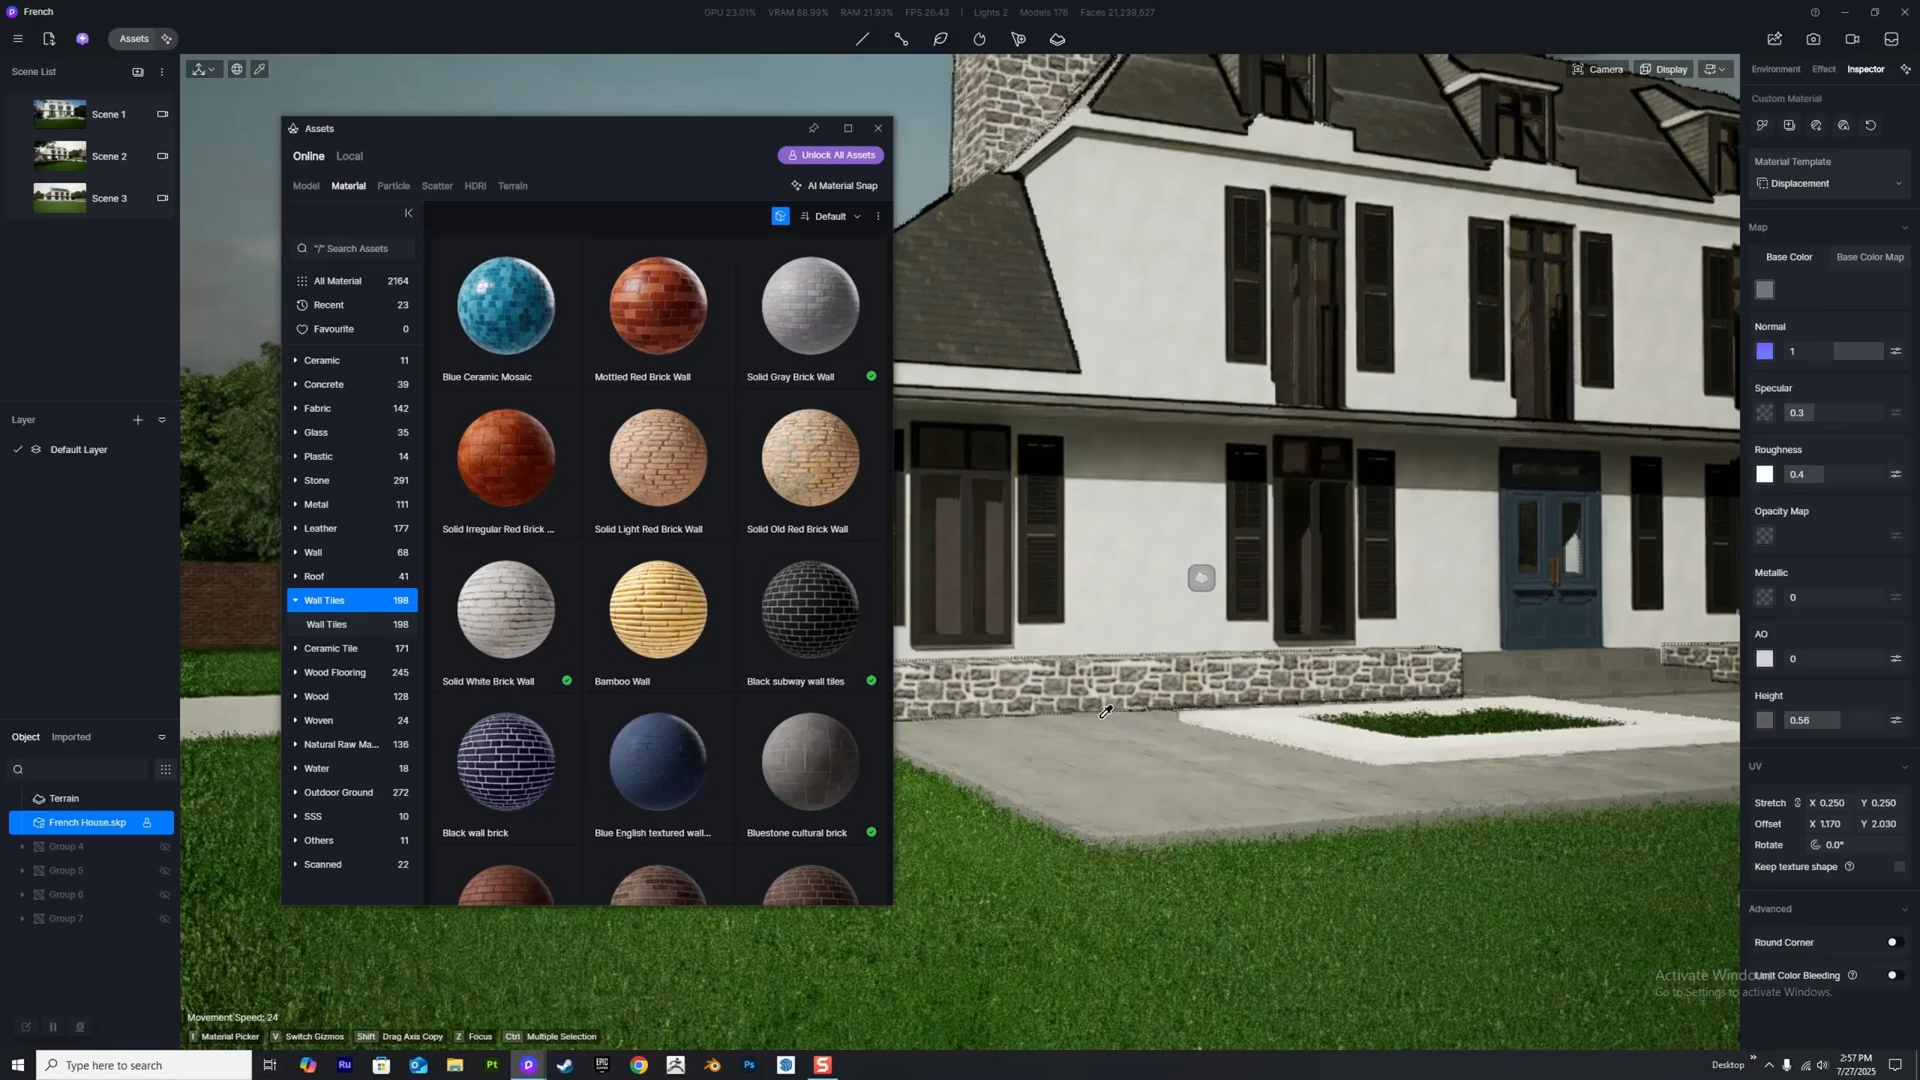 French
GPU 23.01% VRAM 68.99% RAM 21.93% FPS 26.43 | Lights 2 Models 176 Faces 21,239,627
Assets
Scene List
Scene 1
Scene 2
Scene 3
Layer
Default Layer
Object Imported
Terrain
French House.skp
Group 4
Group 5
Group 6
Group 7
Camera
Display
Assets
Online Local
Unlock All Assets
Model Material Particle Scatter HDRI Terrain
AI Material Snap
Default
"/" Search Assets
All Material 2164
Recent 23
Favourite 0
Ceramic 11
Concrete 39
Fabric 142
Glass 35
Plastic 14
Stone 291
Metal 111
Leather 177
Wall 68
Roof 41
Wall Tiles 198
Wall Tiles 198
Ceramic Tile 171
Wood Flooring 245
Wood 128
Woven 24
Natural Raw Ma... 136
Water 18
Outdoor Ground 272
SSS 10
Others 11
Scanned 22
Blue Ceramic Mosaic
Mottled Red Brick Wall
Solid Gray Brick Wall
Solid Irregular Red Brick ...
Solid Light Red Brick Wall
Solid Old Red Brick Wall
Solid White Brick Wall
Bamboo Wall
Black subway wall tiles
Black wall brick
Blue English textured wall...
Bluestone cultural brick
Environment Effect Inspector
Custom Material
Material Template
Displacement
Map
Base Color Base Color Map
Normal
1
Specular
0.3
Roughness
0.4
Opacity Map
Metallic
0
AO
0
Height
0.56
UV
Stretch X 0.250 Y 0.250
Offset X 1.170 Y 2.030
Rotate 0.0°
Keep texture shape
Advanced
Round Corner
Limit Color Bleeding
Activate Windows
Go to Settings to activate Windows.
Movement Speed: 24
I Material Picker V Switch Gizmos Shift Drag Axis Copy Z Focus Ctrl Multiple Selection
Type here to search
Ru
Pt
Ps
S
Desktop
2:57 PM
7/27/2025